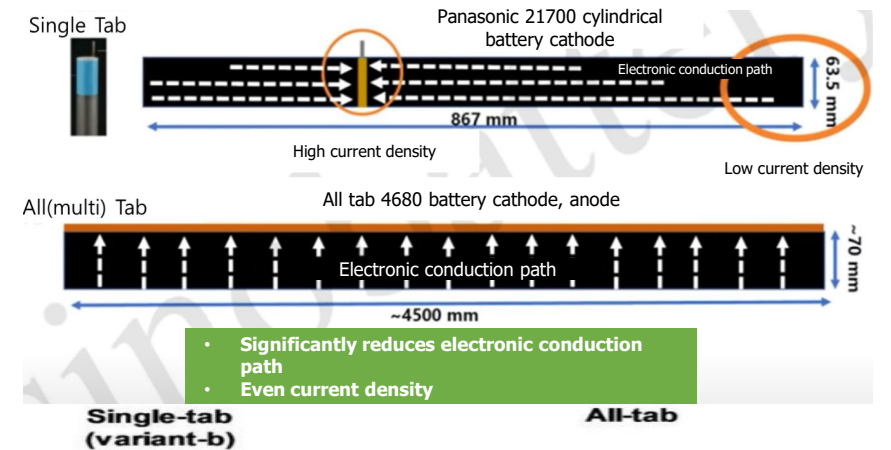 Single Tab
Panasonic 21700 cylindrical
battery cathode
Electronic conduction path
63.5 mm
867 mm
High current density
Low current density
All(multi) Tab
All tab 4680 battery cathode, anode
Electronic conduction path
~70 mm
~4500 mm
• Significantly reduces electronic conduction
path
• Even current density
Single-tab
(variant-b)
All-tab